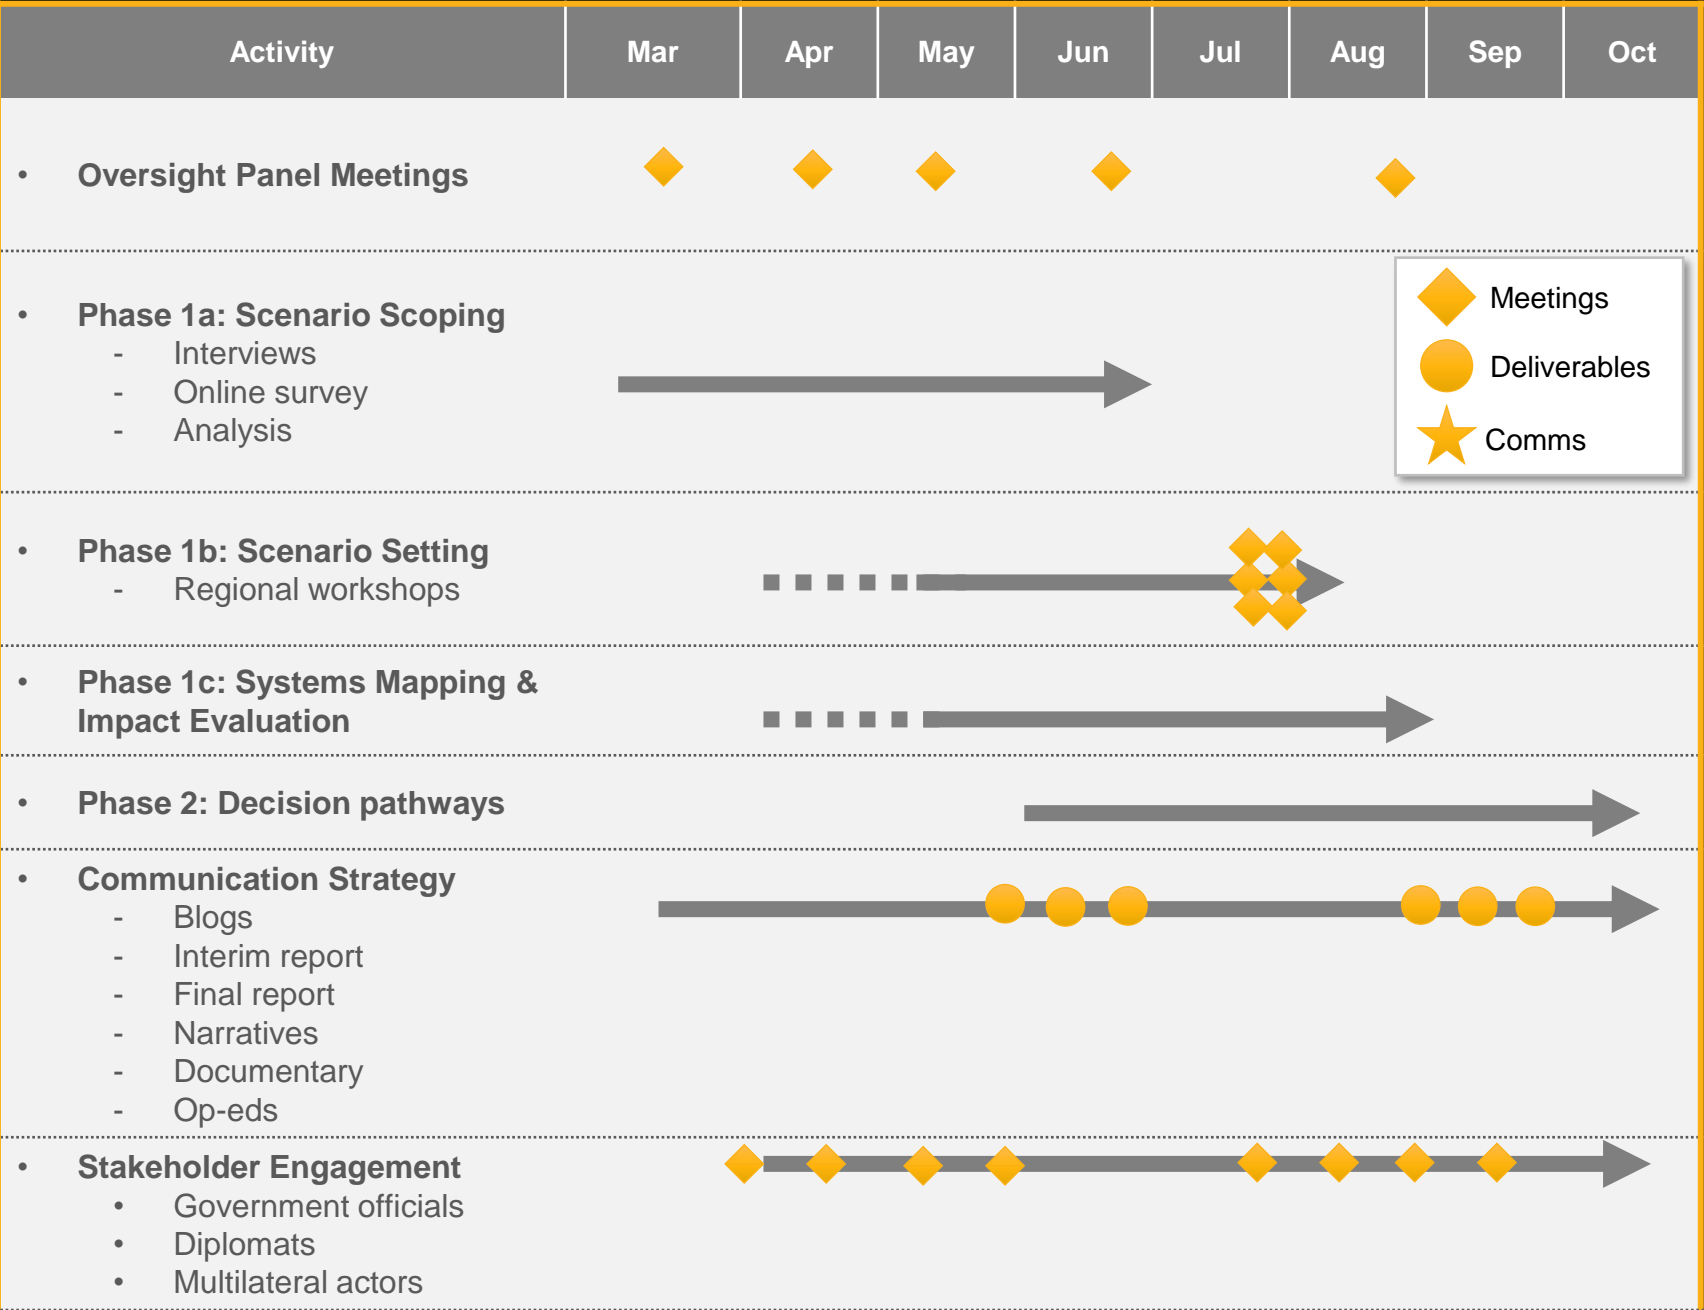 Activity Mar Apr May Jun Jul Aug Sep Oct
• Oversight Panel Meetings
• Phase 1a: Scenario Scoping
- Interviews
- Online survey
- Analysis
Meetings
Deliverables
Comms
• Phase 1b: Scenario Setting
- Regional workshops
• Phase 1c: Systems Mapping &
Impact Evaluation
• Phase 2: Decision pathways
• Communication Strategy
- Blogs
- Interim report
- Final report
- Narratives
- Documentary
- Op-eds
• Stakeholder Engagement
• Government officials
• Diplomats
• Multilateral actors